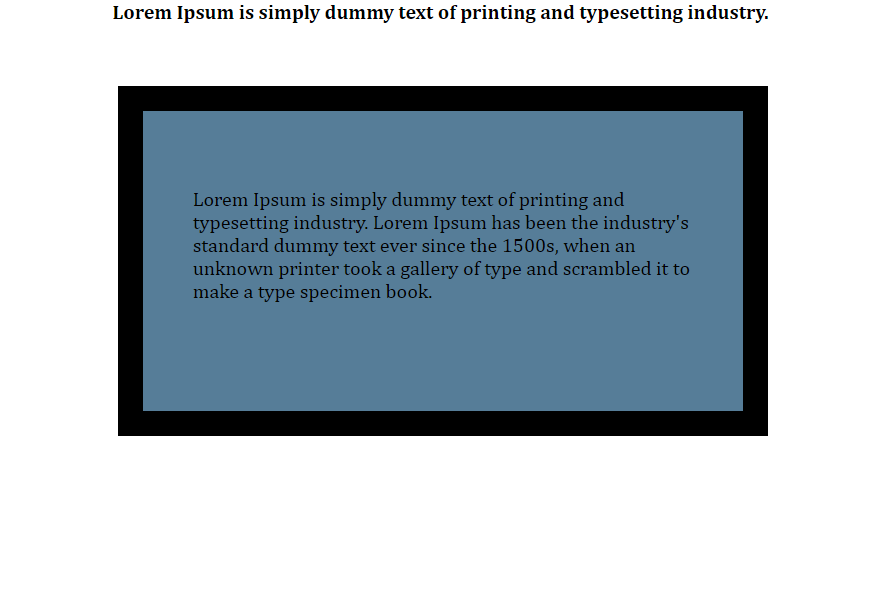 Lorem Ipsum is simply dummy text of printing and typesetting industry.
Lorem Ipsum is simply dummy text of printing and
typesetting industry. Lorem Ipsum has been the industry's
standard dummy text ever since the 1500s, when an
unknown printer took a gallery of type and scrambled it to
make a type specimen book.